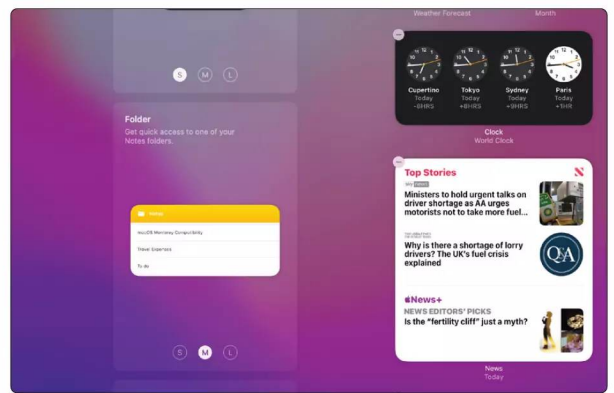 S M L
Folder
Get quick access to one of your
Notes folders.
Notes
macOS Monterey Compatibility
Travel Expenses
To do
S M L
Weather Forecast
Month
Cupertino
Today
-8HRS
Tokyo
Today
+8HRS
Sydney
Today
+9HRS
Paris
Today
+1HR
Clock
World Clock
Top Stories
sky news
Ministers to hold urgent talks on
driver shortage as AA urges
motorists not to take more fuel...
Why is there a shortage of lorry
drivers? The UK's fuel crisis
explained
Q&A
News+
NEWS EDITORS' PICKS
Is the “fertility cliff” just a myth?
News
Today